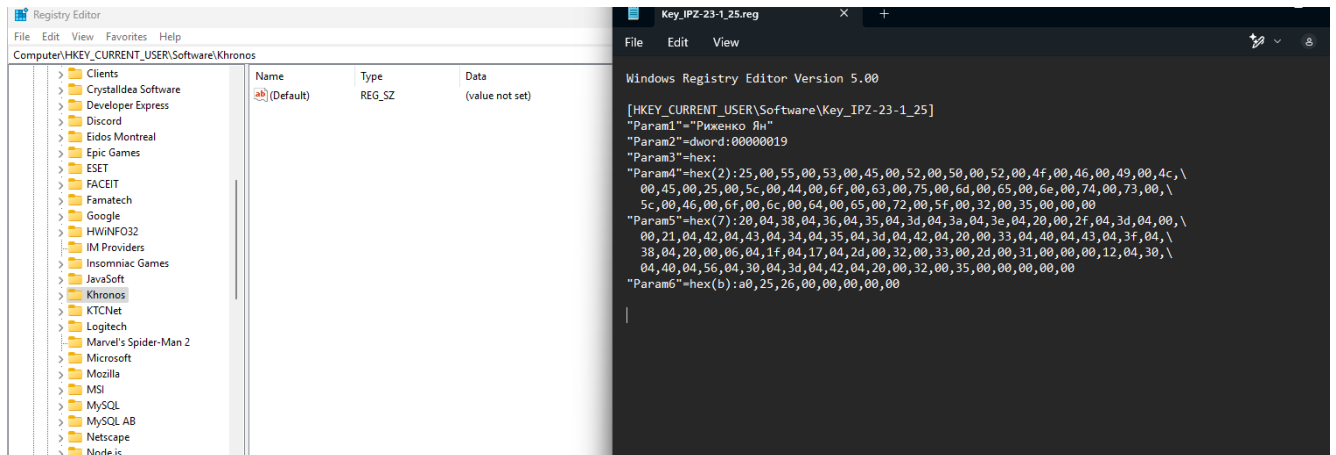 Registry Editor
File Edit View Favorites Help
Computer\HKEY_CURRENT_USER\Software\Khronos
Clients
Crystalldea Software
Developer Express
Discord
Eidos Montreal
Epic Games
ESET
FACEIT
Famatech
Google
HWiNFO32
IM Providers
Insomniac Games
JavaSoft
Khronos
KTCNet
Logitech
Marvel's Spider-Man 2
Microsoft
Mozilla
MSI
MySQL
MySQL AB
Netscape
Node.js
Name Type Data
(Default) REG_SZ (value not set)
Key_IPZ-23-1_25.reg
File Edit View
Windows Registry Editor Version 5.00
[HKEY_CURRENT_USER\Software\Key_IPZ-23-1_25]
"Param1"="Риженко Ян"
"Param2"=dword:00000019
"Param3"=hex:
"Param4"=hex(2):25,00,55,00,53,00,45,00,52,00,50,00,52,00,4f,00,46,00,49,00,4c,\
00,45,00,25,00,5c,00,44,00,6f,00,63,00,75,00,6d,00,65,00,6e,00,74,00,73,00,\
5c,00,46,00,6f,00,6c,00,64,00,65,00,72,00,5f,00,32,00,35,00,00,00
"Param5"=hex(7):20,04,38,04,36,04,35,04,3d,04,3a,04,3e,04,20,00,2f,04,3d,04,00,\
00,21,04,42,04,43,04,34,04,35,04,3d,04,42,04,20,00,33,04,40,04,43,04,3f,04,\
38,04,20,00,06,04,1f,04,17,04,2d,00,32,00,33,00,2d,00,31,00,00,00,12,04,30,\
04,40,04,56,04,30,04,3d,04,42,04,20,00,32,00,35,00,00,00,00,00
"Param6"=hex(b):a0,25,26,00,00,00,00,00